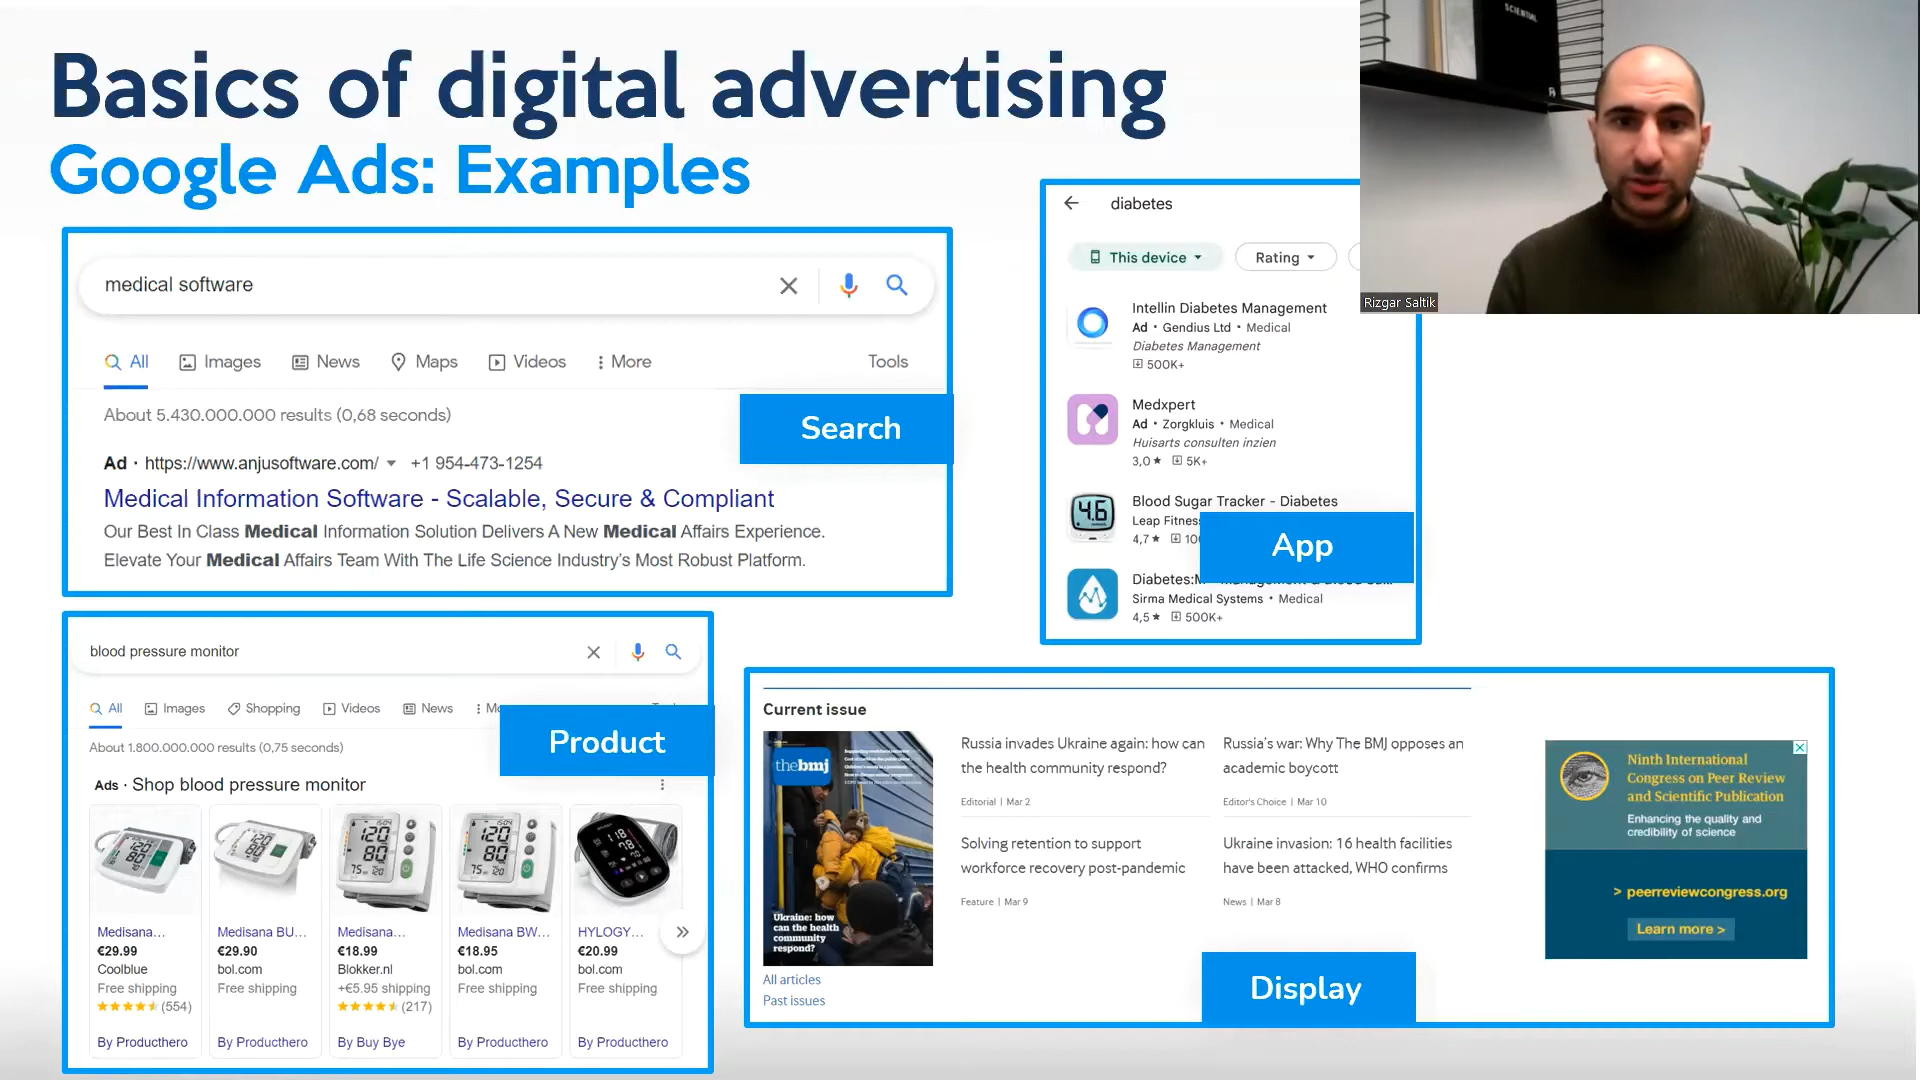 Basics of digital advertising
Google Ads: Examples
medical software
All
Images
News
Maps
Videos
More
Tools
About 5.430.000.000 results (0,68 seconds)
Search
Ad · https://www.anjusoftware.com/ +1 954-473-1254
Medical Information Software - Scalable, Secure & Compliant
Our Best In Class Medical Information Solution Delivers A New Medical Affairs Experience.
Elevate Your Medical Affairs Team With The Life Science Industry's Most Robust Platform.
diabetes
This device
Rating
Intellin Diabetes Management
Ad • Gendius Ltd • Medical
Diabetes Management
500K+
Medxpert
Ad • Zorgkluis • Medical
Huisarts consulten inzien
3,0★ 5K+
Blood Sugar Tracker - Diabetes
Leap Fitness
4,7★
App
Diabetes:M
Sirma Medical Systems • Medical
4,5★ 500K+
SCIENTIAL
Rizgar Saltik
blood pressure monitor
All
Images
Shopping
Videos
News
About 1.800.000.000 results (0,75 seconds)
Product
Ads · Shop blood pressure monitor
Medisana...
€29.99
Coolblue
Free shipping
(554)
By Producthero
Medisana BU...
€29.90
bol.com
Free shipping
By Producthero
Medisana...
€18.99
Blokker.nl
+€5.95 shipping
(217)
By Buy Bye
Medisana BW...
€18.95
bol.com
Free shipping
By Producthero
HYLOGY...
€20.99
bol.com
Free shipping
By Producthero
Current issue
thebmj
Ukraine: how
can the health
community
respond?
All articles
Past issues
Russia invades Ukraine again: how can
the health community respond?
Editorial | Mar 2
Solving retention to support
workforce recovery post-pandemic
Feature | Mar 9
Russia's war: Why The BMJ opposes an
academic boycott
Editor's Choice | Mar 10
Ukraine invasion: 16 health facilities
have been attacked, WHO confirms
News | Mar 8
Display
Ninth International
Congress on Peer Review
and Scientific Publication
Enhancing the quality and
credibility of science
> peerreviewcongress.org
Learn more >